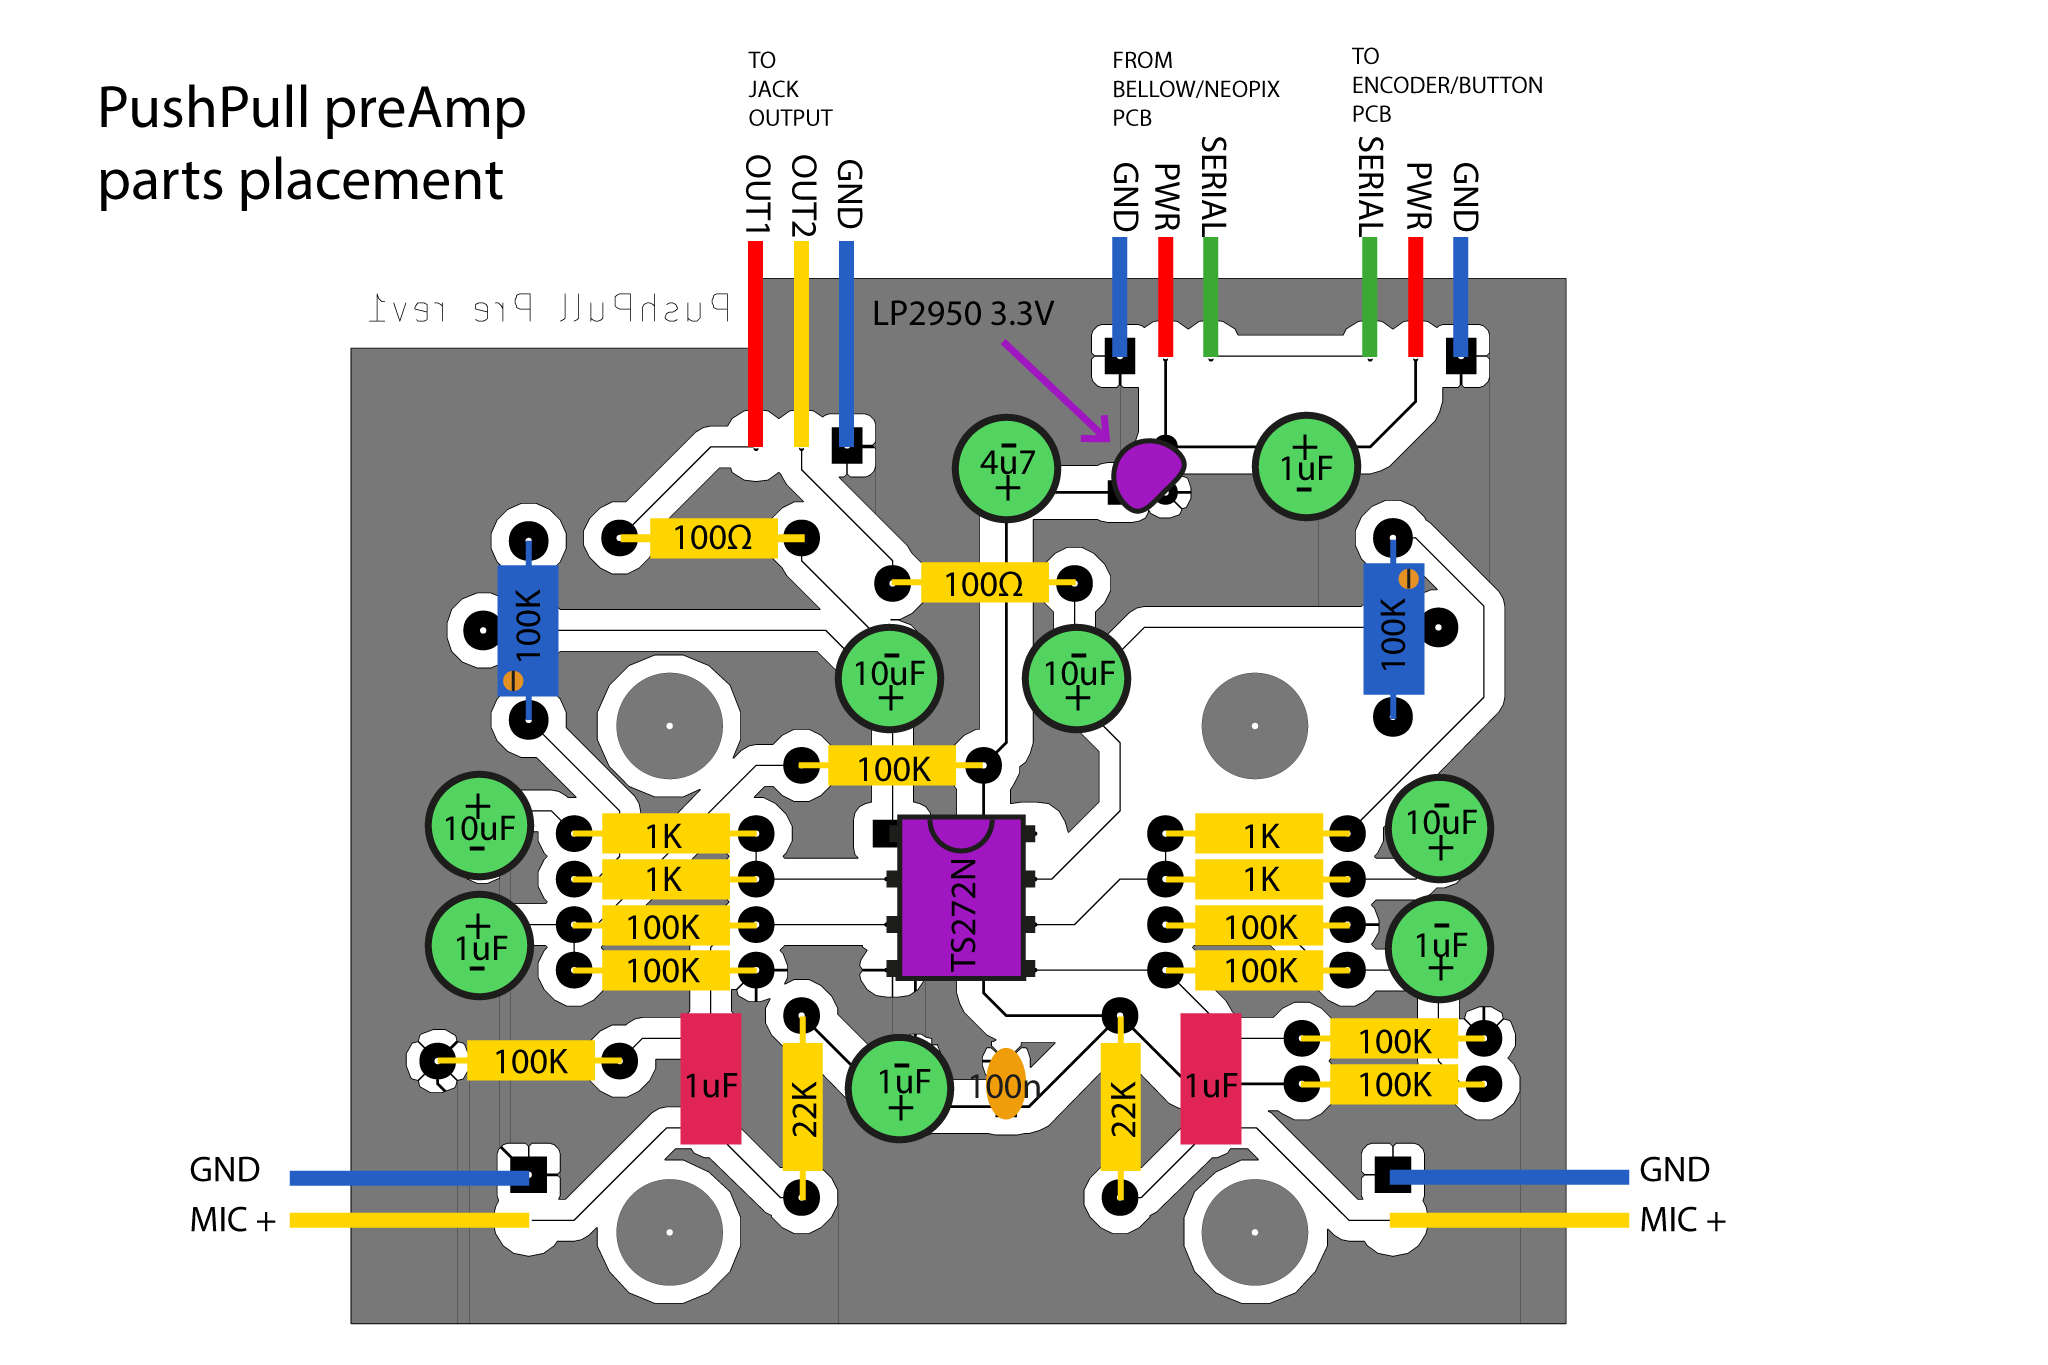 PushPull preAmp
parts placement
TO
JACK
OUTPUT
FROM
BELLOW/NEOPIX
PCB
TO
ENCODER/BUTTON
PCB
OUT1
OUT2
GND
GND
PWR
SERIAL
SERIAL
PWR
GND
PushPull Pre rev1
LP2950 3.3V
-
4u7
+
+
1uF
-
100Ω
100Ω
100K
100K
-
10uF
+
-
10uF
+
100K
+
10uF
-
1K
1K
100K
100K
+
1uF
-
TS272N
1K
1K
100K
100K
-
10uF
+
-
1uF
+
100K
1uF
22K
-
1uF
+
100n
22K
1uF
100K
100K
GND
MIC +
GND
MIC +